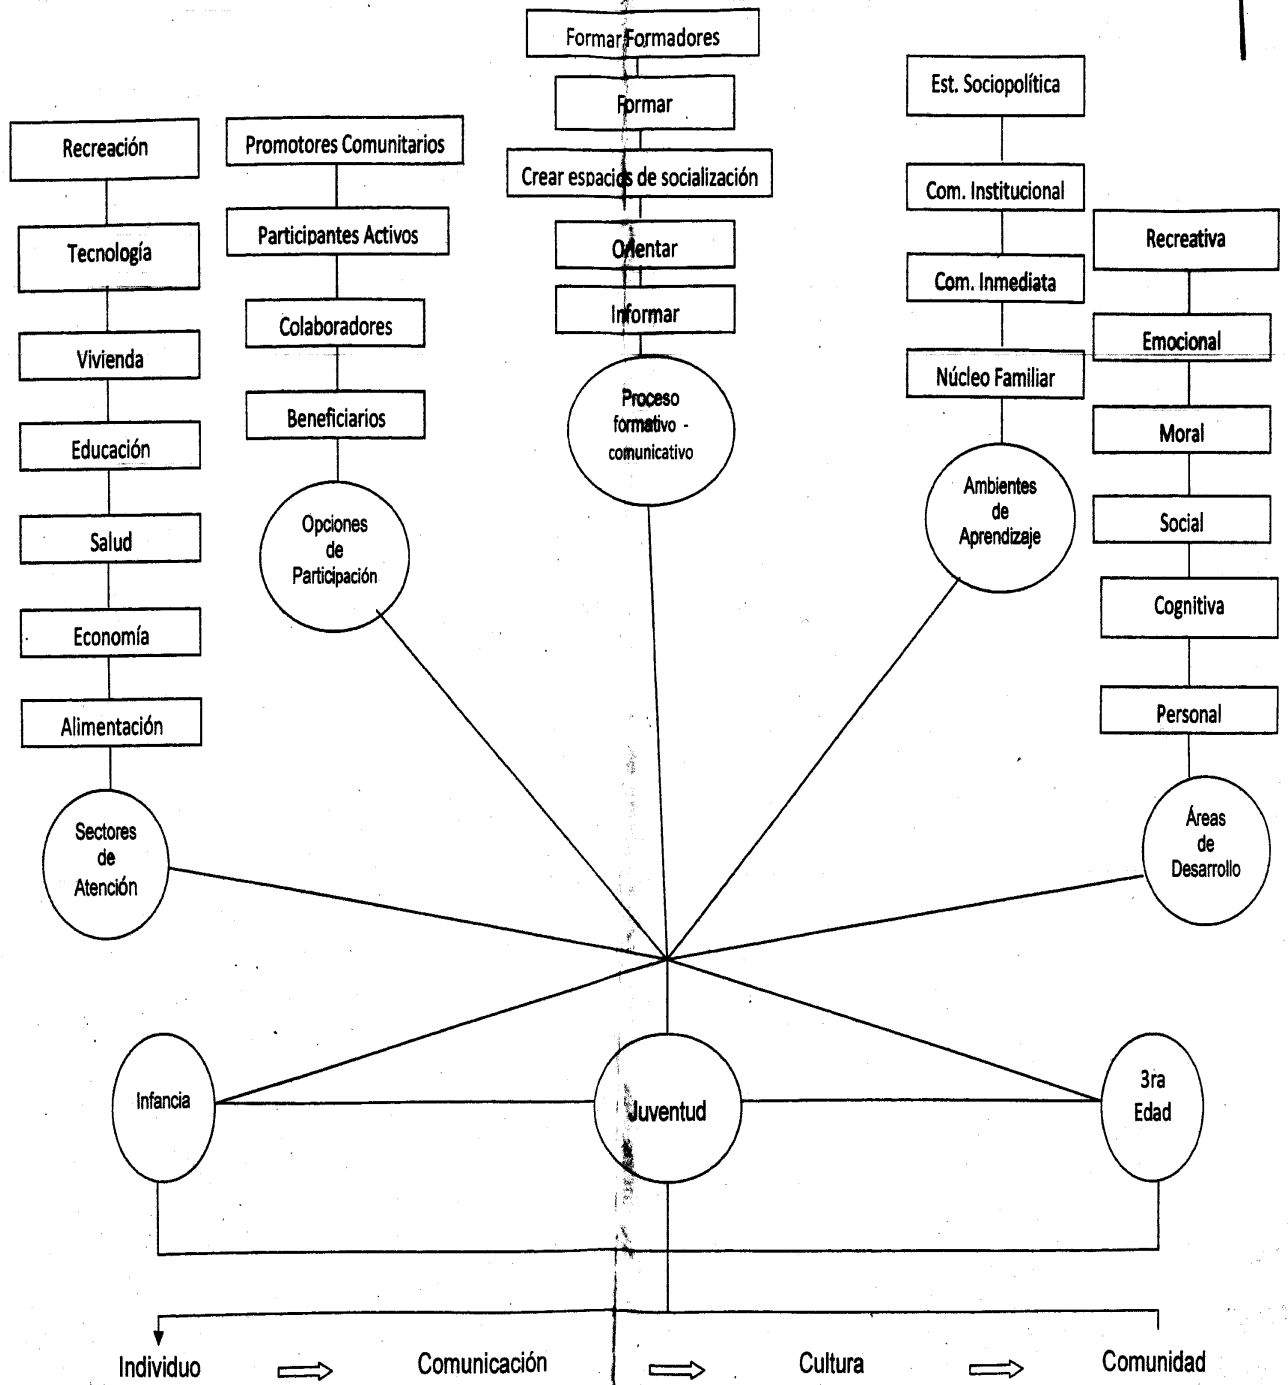 Formar Formadores
Formar
Crear espacios de socialización
Orientar
Informar
Proceso
formativo -
comunicativo
Recreación
Tecnología
Vivienda
Educación
Salud
Economía
Alimentación
Sectores
de
Atención
Promotores Comunitarios
Participantes Activos
Colaboradores
Beneficiarios
Opciones
de
Participación
Est. Sociopolítica
Com. Institucional
Com. Inmediata
Núcleo Familiar
Ambientes
de
Aprendizaje
Recreativa
Emocional
Moral
Social
Cognitiva
Personal
Áreas
de
Desarrollo
Infancia
Juventud
3ra
Edad
Individuo
Comunicación
Cultura
Comunidad